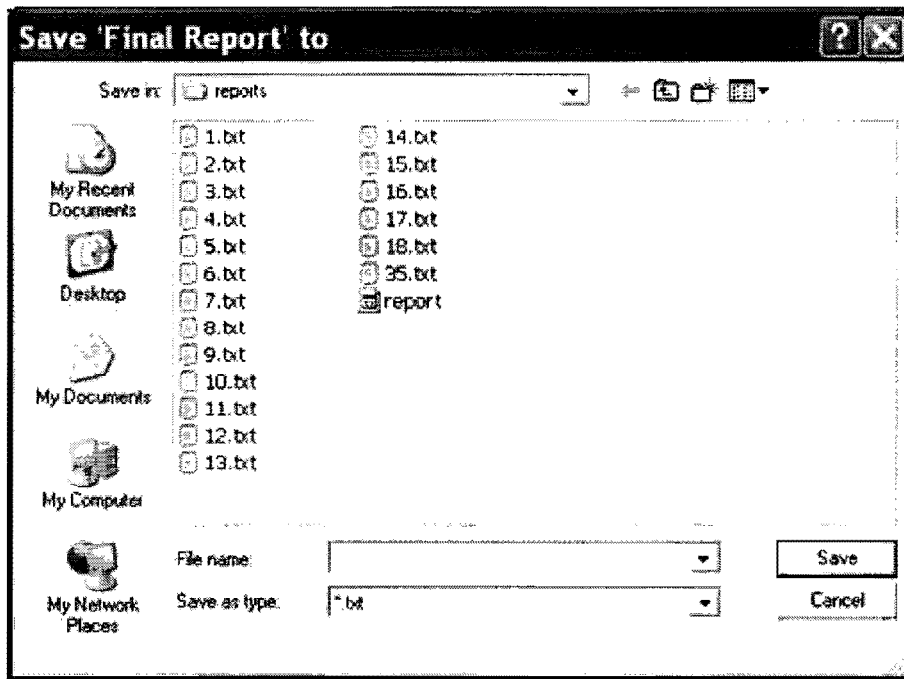 Save 'Final Report' to
Save in: reports
My Recent Documents
Desktop
My Documents
My Computer
My Network Places
1.txt
2.txt
3.txt
4.txt
5.txt
6.txt
7.txt
8.txt
9.txt
10.txt
11.txt
12.txt
13.txt
14.txt
15.txt
16.txt
17.txt
18.txt
35.txt
report
File name:
Save
Save as type: *.txt
Cancel